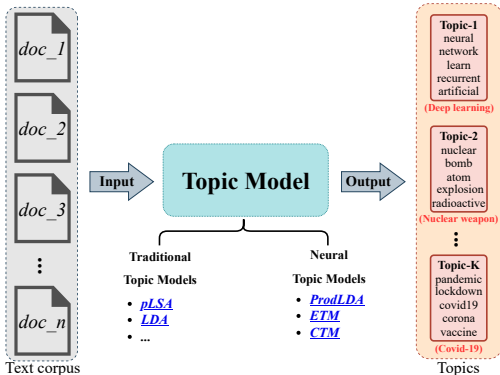 doc_1
doc_2
doc_3
...
doc_n
Text corpus
Input
Topic Model
Output
Traditional
Topic Models
• pLSA
• LDA
• ...
Neural
Topic Models
• ProdLDA
• ETM
• CTM
Topic-1
neural
network
learn
recurrent
artificial
(Deep learning)
Topic-2
nuclear
bomb
atom
explosion
radioactive
(Nuclear weapon)
...
Topic-K
pandemic
lockdown
covid19
corona
vaccine
(Covid-19)
Topics